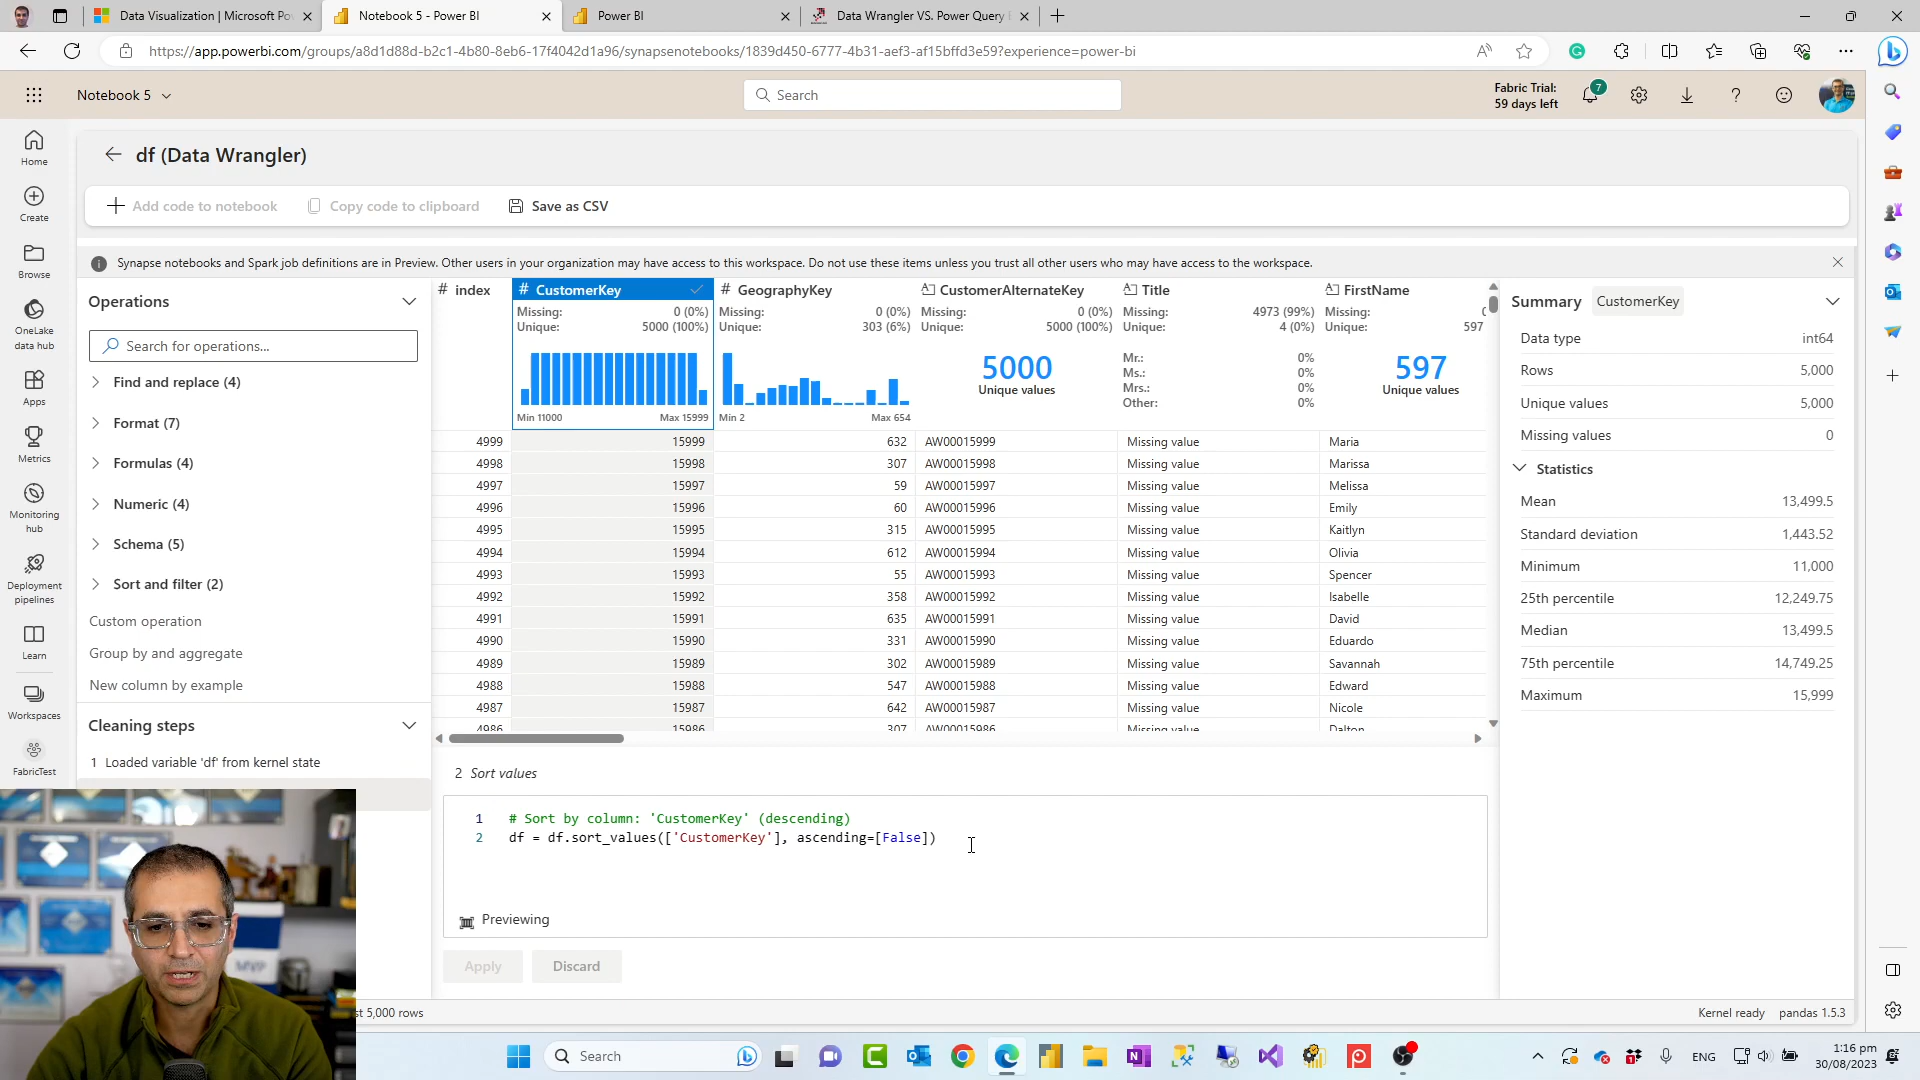 Data Visualization | Microsoft Po
Notebook 5 - Power BI
Power BI
Data Wrangler VS. Power Query
https://app.powerbi.com/groups/a8d1d88d-b2c1-4b80-8eb6-17f4042d1a96/synapsenotebooks/1839d450-6777-4b31-aef3-af15bffd3e59?experience=power-bi
Notebook 5
Search
Fabric Trial:
59 days left
7
Home
Create
Browse
OneLake
data hub
Apps
Metrics
Monitoring
hub
Deployment
pipelines
Learn
Workspaces
FabricTest
df (Data Wrangler)
Add code to notebook
Copy code to clipboard
Save as CSV
Synapse notebooks and Spark job definitions are in Preview. Other users in your organization may have access to this workspace. Do not use these items unless you trust all other users who may have access to the workspace.
Operations
Search for operations...
Find and replace (4)
Format (7)
Formulas (4)
Numeric (4)
Schema (5)
Sort and filter (2)
Custom operation
Group by and aggregate
New column by example
Cleaning steps
1 Loaded variable 'df' from kernel state
# index # CustomerKey # GeographyKey CustomerAlternateKey Title FirstName
Missing: 0 (0%) Missing: 0 (0%) Missing: 0 (0%) Missing: 4973 (99%) Missing:
Unique: 5000 (100%) Unique: 303 (6%) Unique: 5000 (100%) Unique: 4 (0%) Unique: 597
5000
Unique values
Mr.: 0%
Ms.: 0%
Mrs.: 0%
Other: 0%
597
Unique values
Min 11000 Max 15999 Min 2 Max 654
4999 15999 632 AW00015999 Missing value Maria
4998 15998 307 AW00015998 Missing value Marissa
4997 15997 59 AW00015997 Missing value Melissa
4996 15996 60 AW00015996 Missing value Emily
4995 15995 315 AW00015995 Missing value Kaitlyn
4994 15994 612 AW00015994 Missing value Olivia
4993 15993 55 AW00015993 Missing value Spencer
4992 15992 358 AW00015992 Missing value Isabelle
4991 15991 635 AW00015991 Missing value David
4990 15990 331 AW00015990 Missing value Eduardo
4989 15989 302 AW00015989 Missing value Savannah
4988 15988 547 AW00015988 Missing value Edward
4987 15987 642 AW00015987 Missing value Nicole
4986 15986 307 AW00015986 Missing value Dalton
2 Sort values
1 # Sort by column: 'CustomerKey' (descending)
2 df = df.sort_values(['CustomerKey'], ascending=[False])
Previewing
Apply
Discard
Summary CustomerKey
Data type int64
Rows 5,000
Unique values 5,000
Missing values 0
Statistics
Mean 13,499.5
Standard deviation 1,443.52
Minimum 11,000
25th percentile 12,249.75
Median 13,499.5
75th percentile 14,749.25
Maximum 15,999
st 5,000 rows
Kernel ready pandas 1.5.3
MVP
Search
ENG
1:16 pm
30/08/2023